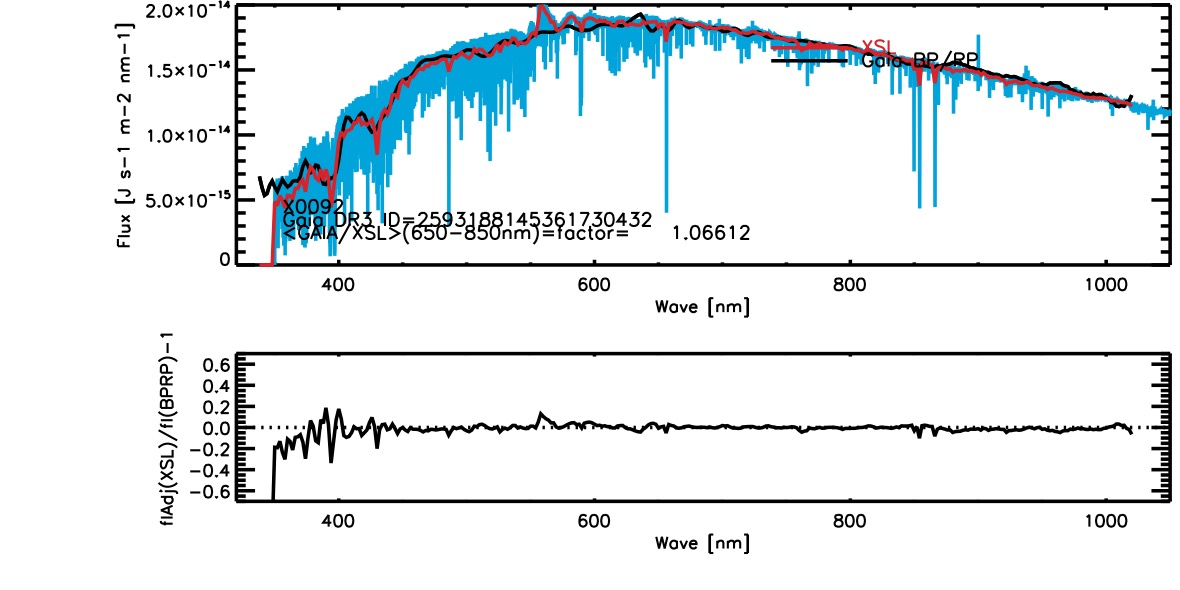 2.0×10⁻¹⁴
1.5×10⁻¹⁴
1.0×10⁻¹⁴
5.0×10⁻¹⁵
0
Flux [J s−1 m−2 nm−1]
XSL
Gaia BP/RP
X0092
Gaia DR3 ID=2593188145361730432
<GAIA/XSL>(650−850nm)=factor= 1.06612
400 600 800 1000
Wave [nm]
0.6
0.4
0.2
0.0
−0.2
−0.4
−0.6
flAdj(XSL)/fl(BPRP)−1
400 600 800 1000
Wave [nm]